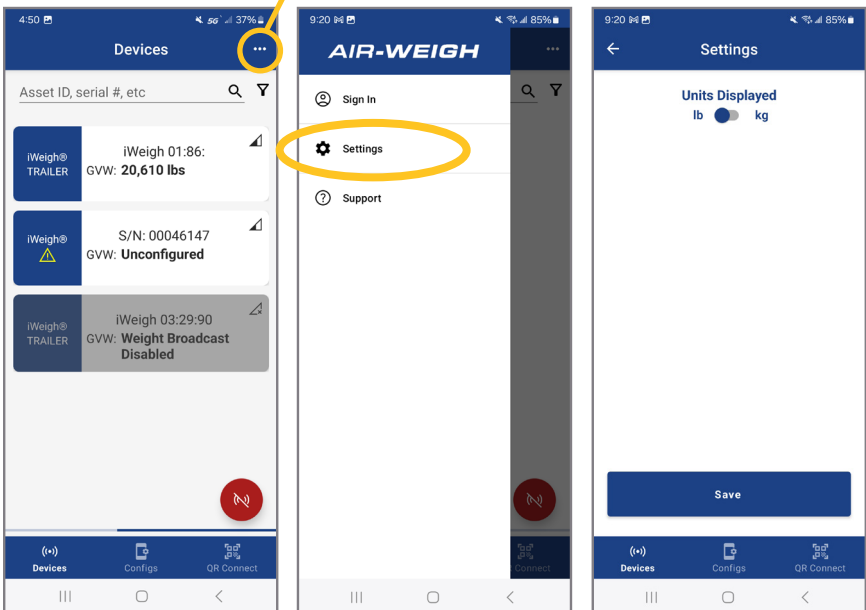 4:50 5G 37%
Devices
Asset ID, serial #, etc
iWeigh®
TRAILER
iWeigh 01:86:
GVW: 20,610 lbs
iWeigh®
S/N: 00046147
GVW: Unconfigured
iWeigh®
TRAILER
iWeigh 03:29:90
GVW: Weight Broadcast
Disabled
Devices Configs QR Connect
9:20 85%
AIR-WEIGH
Sign In
Settings
Support
Connect
9:20 85%
Settings
Units Displayed
lb kg
Save
Devices Configs QR Connect